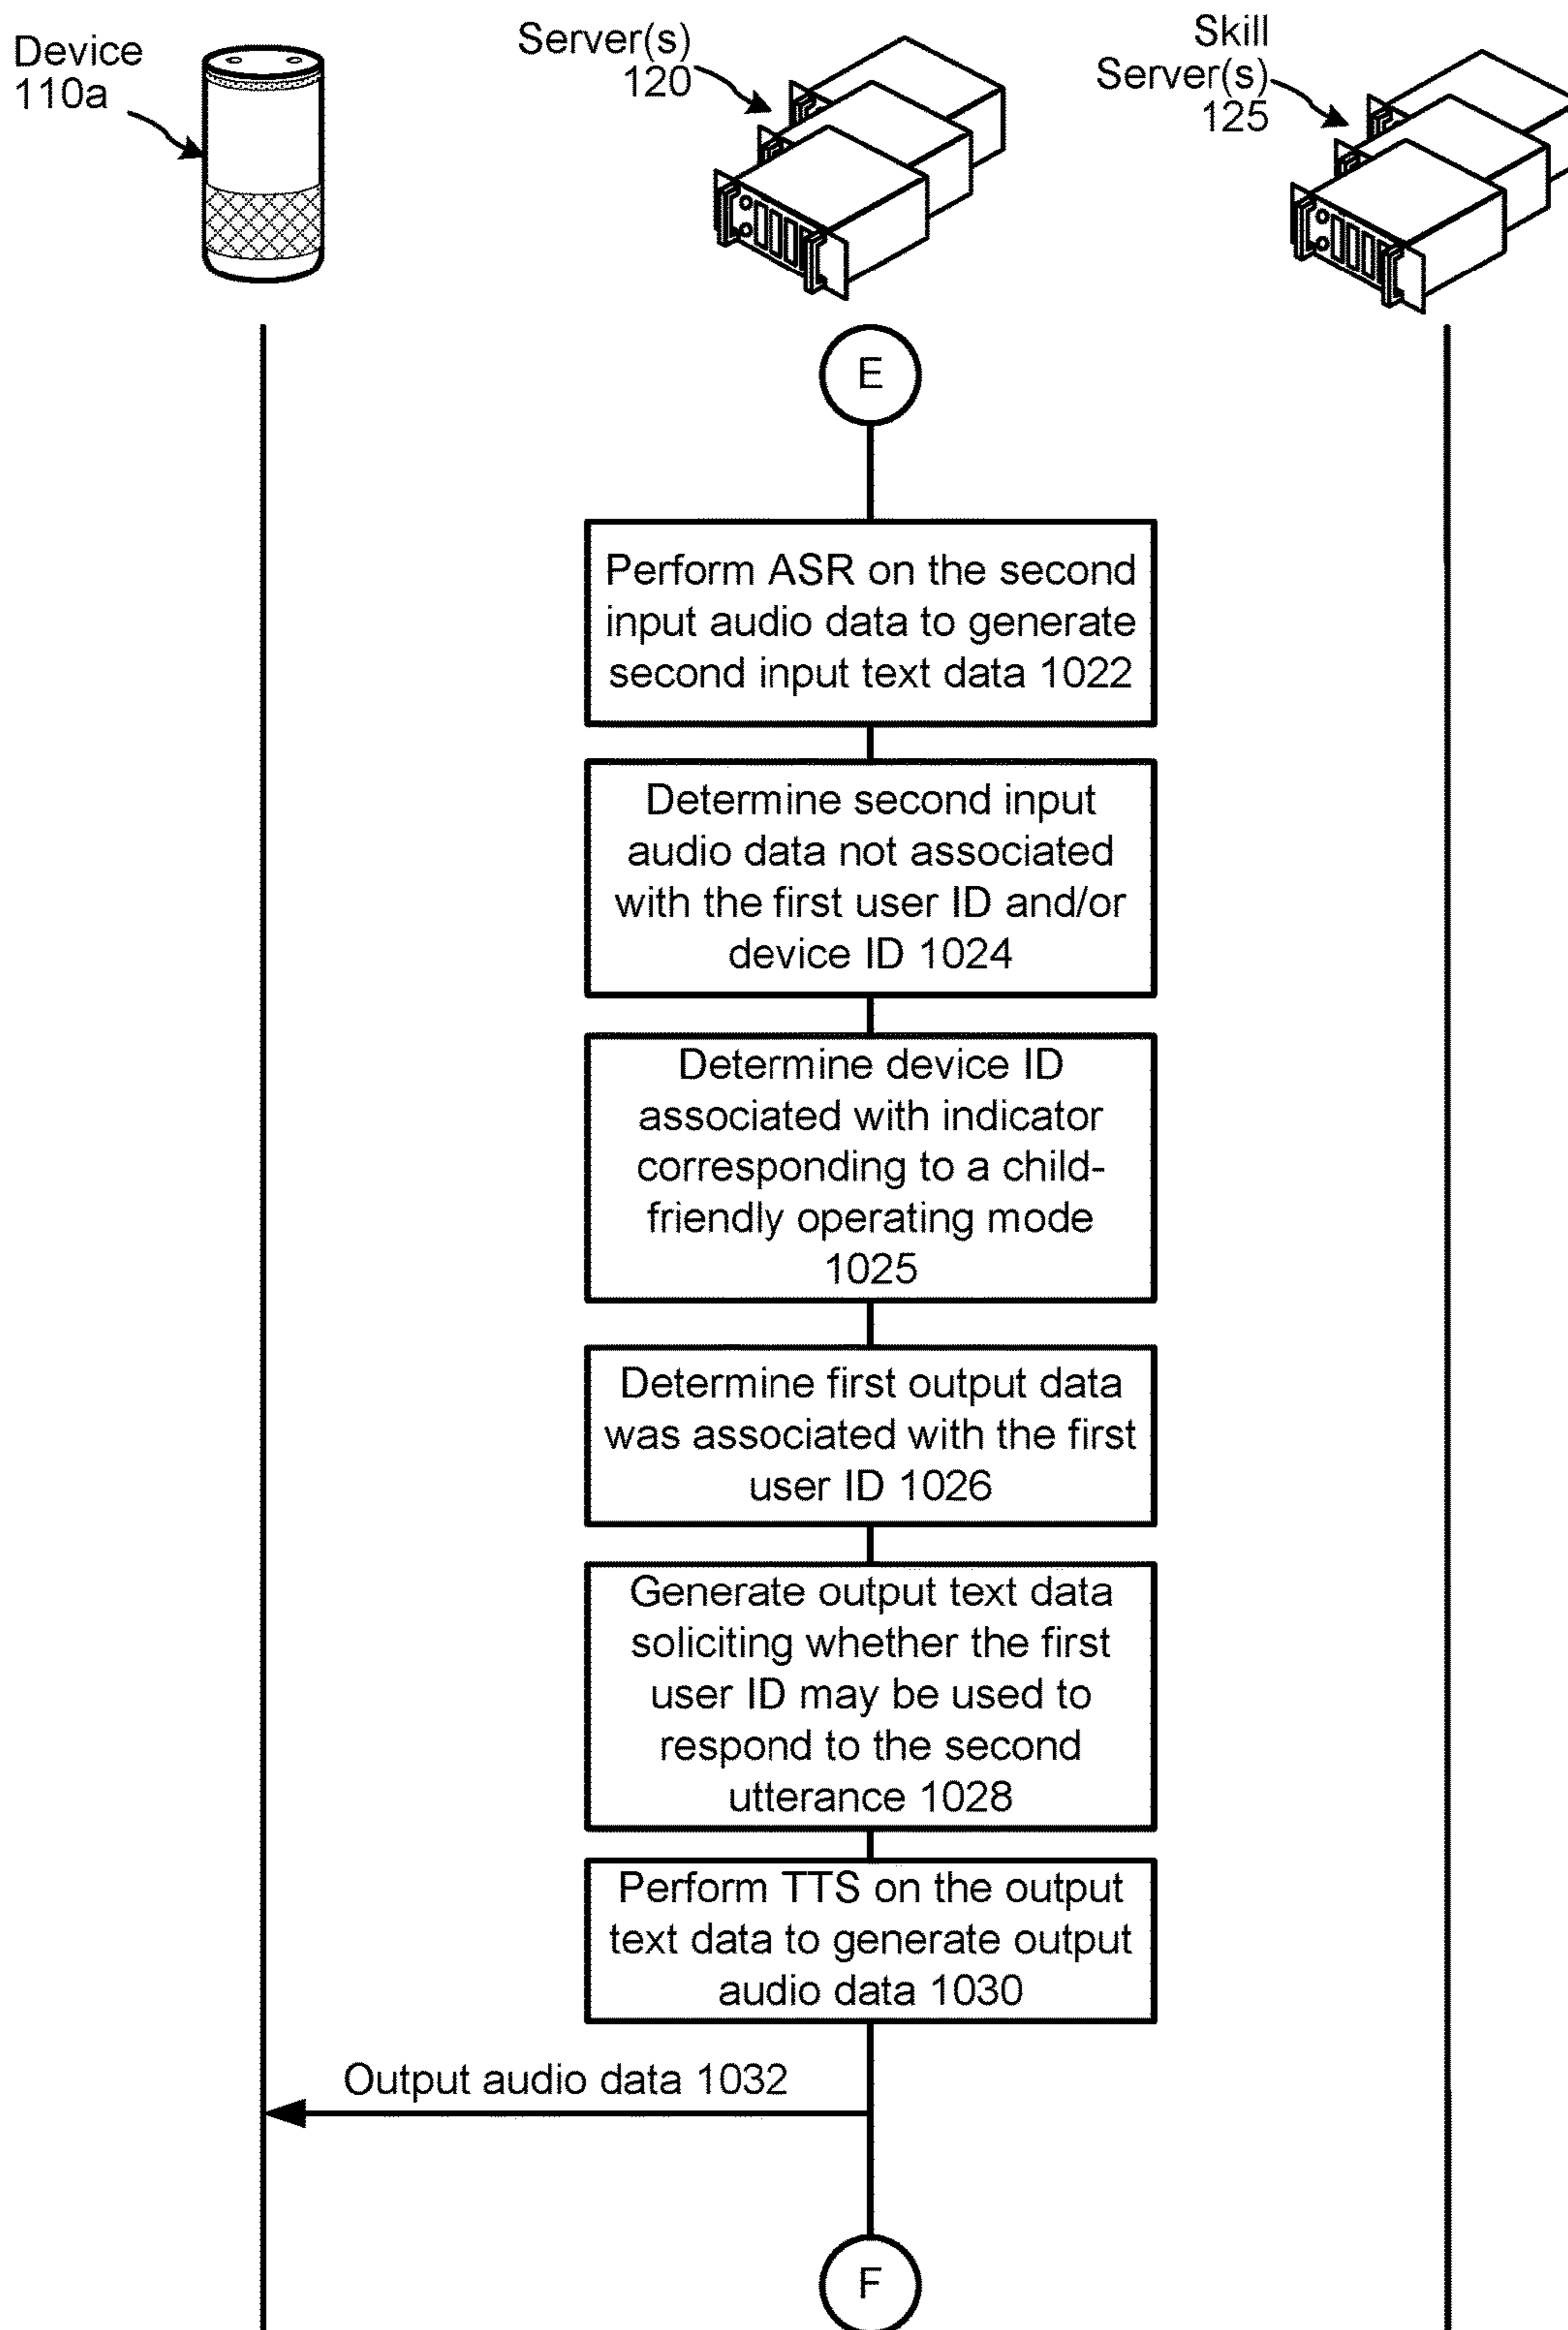 Device
110a
Server(s)
120
Skill
Server(s)
125
E
Perform ASR on the second
input audio data to generate
second input text data 1022
Determine second input
audio data not associated
with the first user ID and/or
device ID 1024
Determine device ID
associated with indicator
corresponding to a child-
friendly operating mode
1025
Determine first output data
was associated with the first
user ID 1026
Generate output text data
soliciting whether the first
user ID may be used to
respond to the second
utterance 1028
Perform TTS on the output
text data to generate output
audio data 1030
Output audio data 1032
F